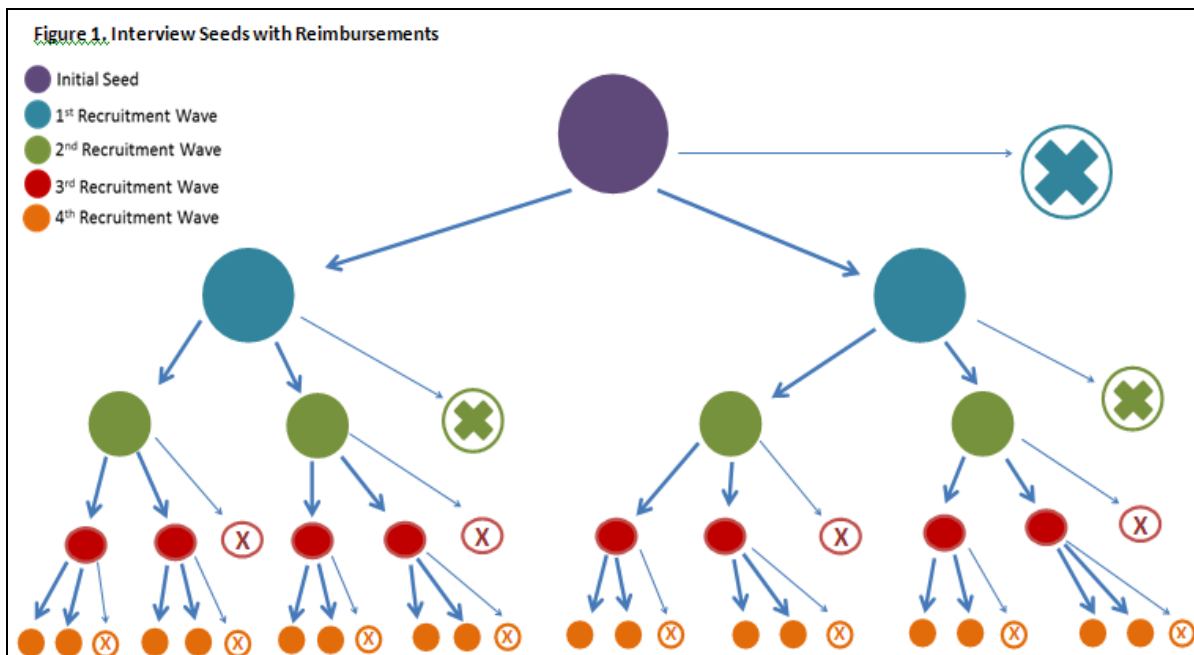 Figure 1. Interview Seeds with Reimbursements
Initial Seed
1st Recruitment Wave
2nd Recruitment Wave
3rd Recruitment Wave
4th Recruitment Wave
X X X X
X X X X X X X X